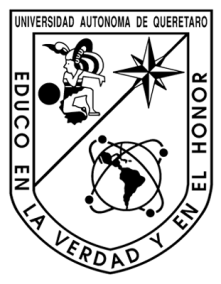 UNIVERSIDAD AUTONOMA DE QUERETARO
EDUCO EN LA VERDAD Y EN EL HONOR